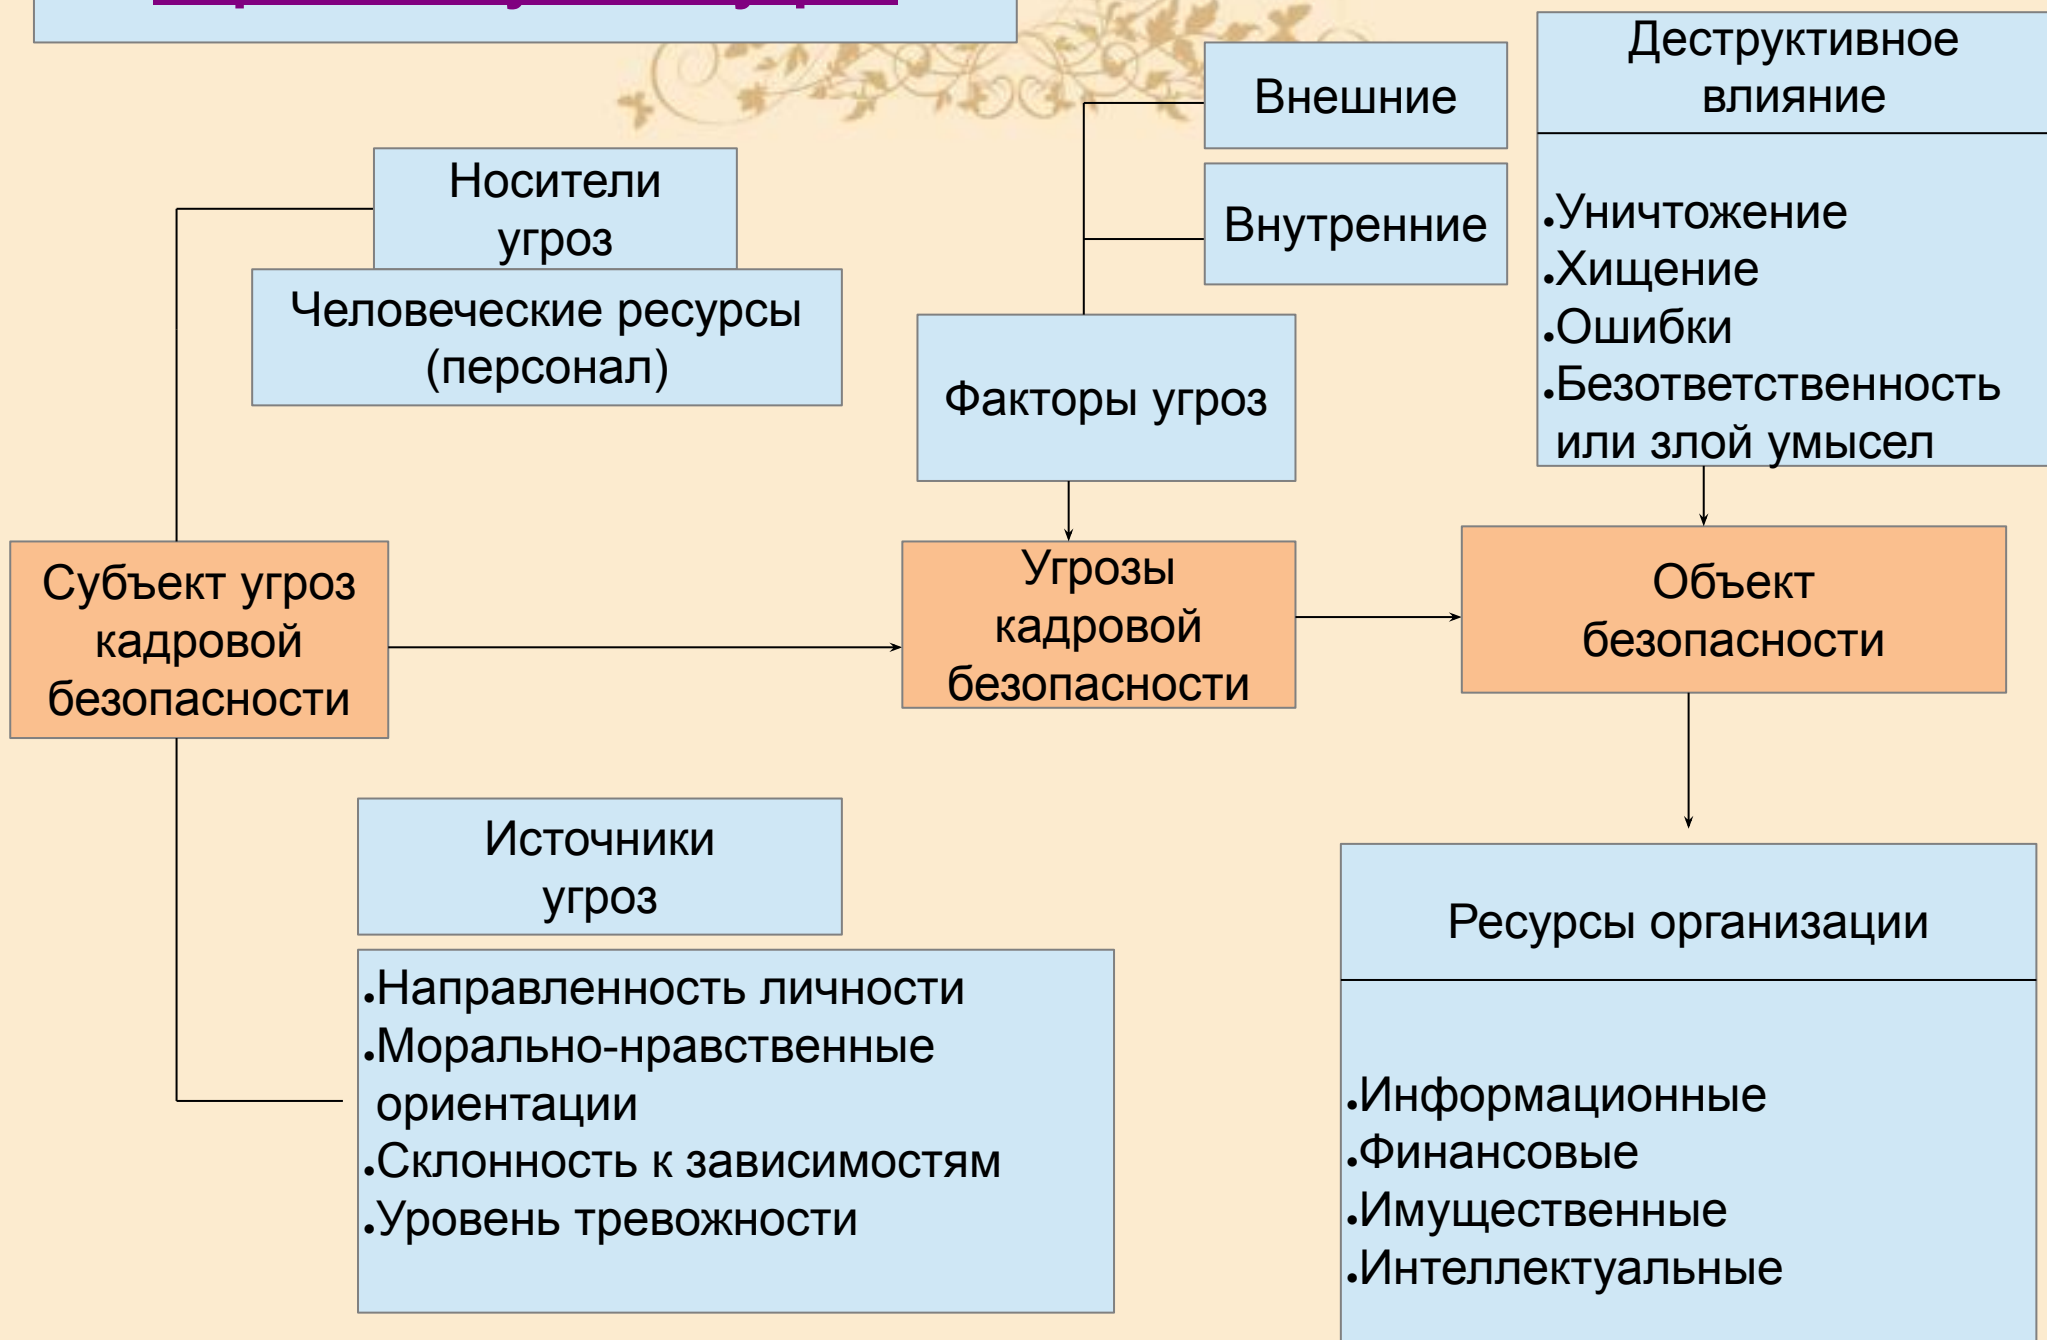 Деструктивное
влияние
Внешние
Носители
угроз
Внутренние
.Уничтожение
.Хищение
.Ошибки
.Безответственность
или злой умысел
Человеческие ресурсы
(персонал)
Факторы угроз
Субъект угроз
кадровой
безопасности
Угрозы
кадровой
безопасности
Объект
безопасности
Источники
угроз
.Направленность личности
.Морально-нравственные
ориентации
.Склонность к зависимостям
.Уровень тревожности
Ресурсы организации
.Информационные
.Финансовые
.Имущественные
.Интеллектуальные